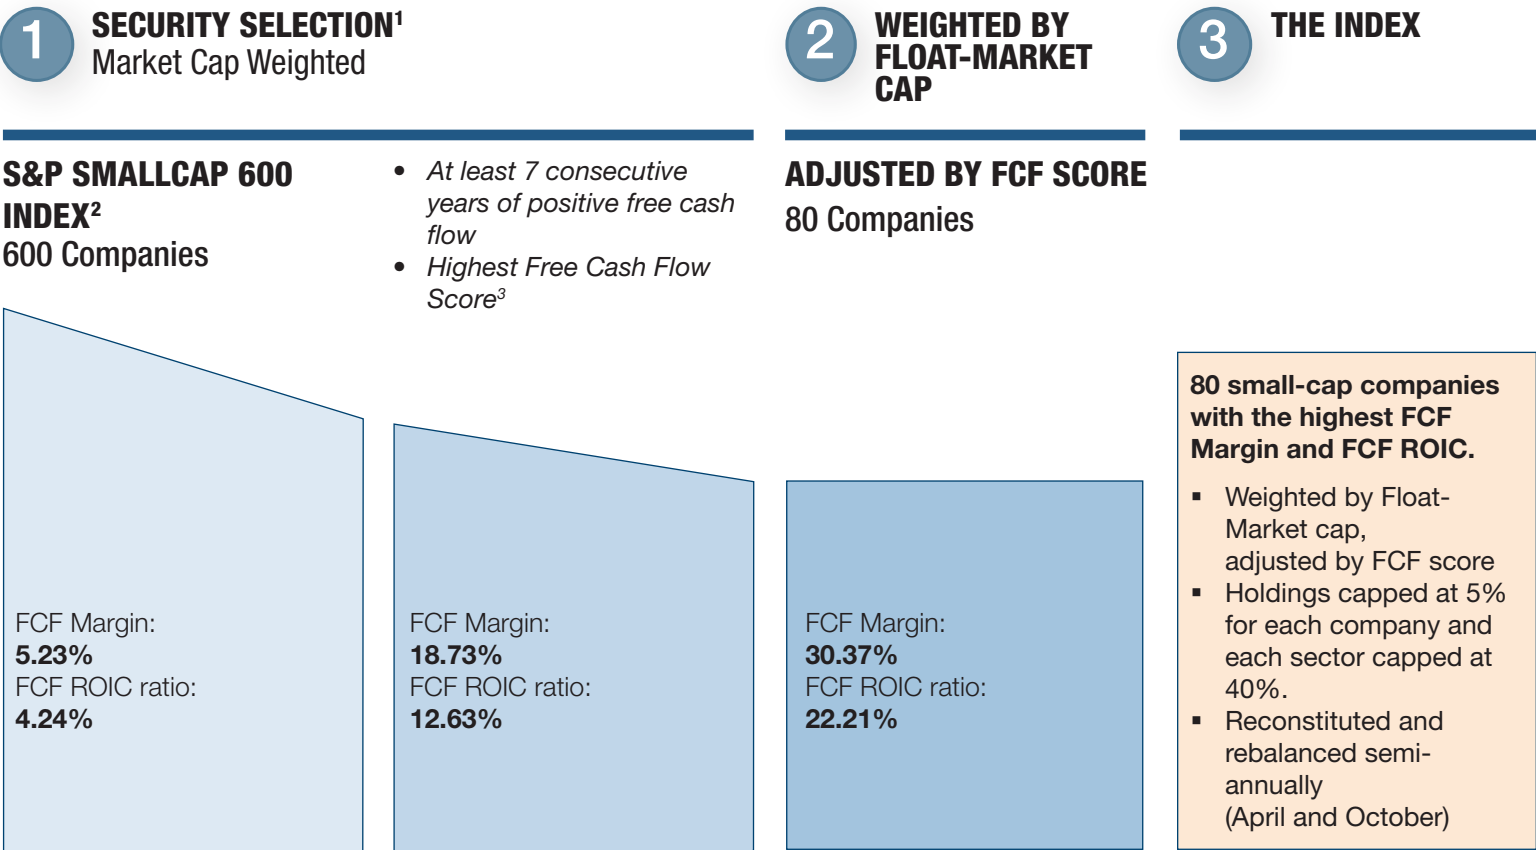 1
SECURITY SELECTION¹
Market Cap Weighted
S&P SMALLCAP 600
INDEX²
600 Companies
• At least 7 consecutive
years of positive free cash
flow
• Highest Free Cash Flow
Score³
FCF Margin:
5.23%
FCF ROIC ratio:
4.24%
FCF Margin:
18.73%
FCF ROIC ratio:
12.63%
2
WEIGHTED BY
FLOAT-MARKET
CAP
ADJUSTED BY FCF SCORE
80 Companies
FCF Margin:
30.37%
FCF ROIC ratio:
22.21%
3
THE INDEX
80 small-cap companies
with the highest FCF
Margin and FCF ROIC.
▪ Weighted by Float-
Market cap,
adjusted by FCF score
▪ Holdings capped at 5%
for each company and
each sector capped at
40%.
▪ Reconstituted and
rebalanced semi-
annually
(April and October)